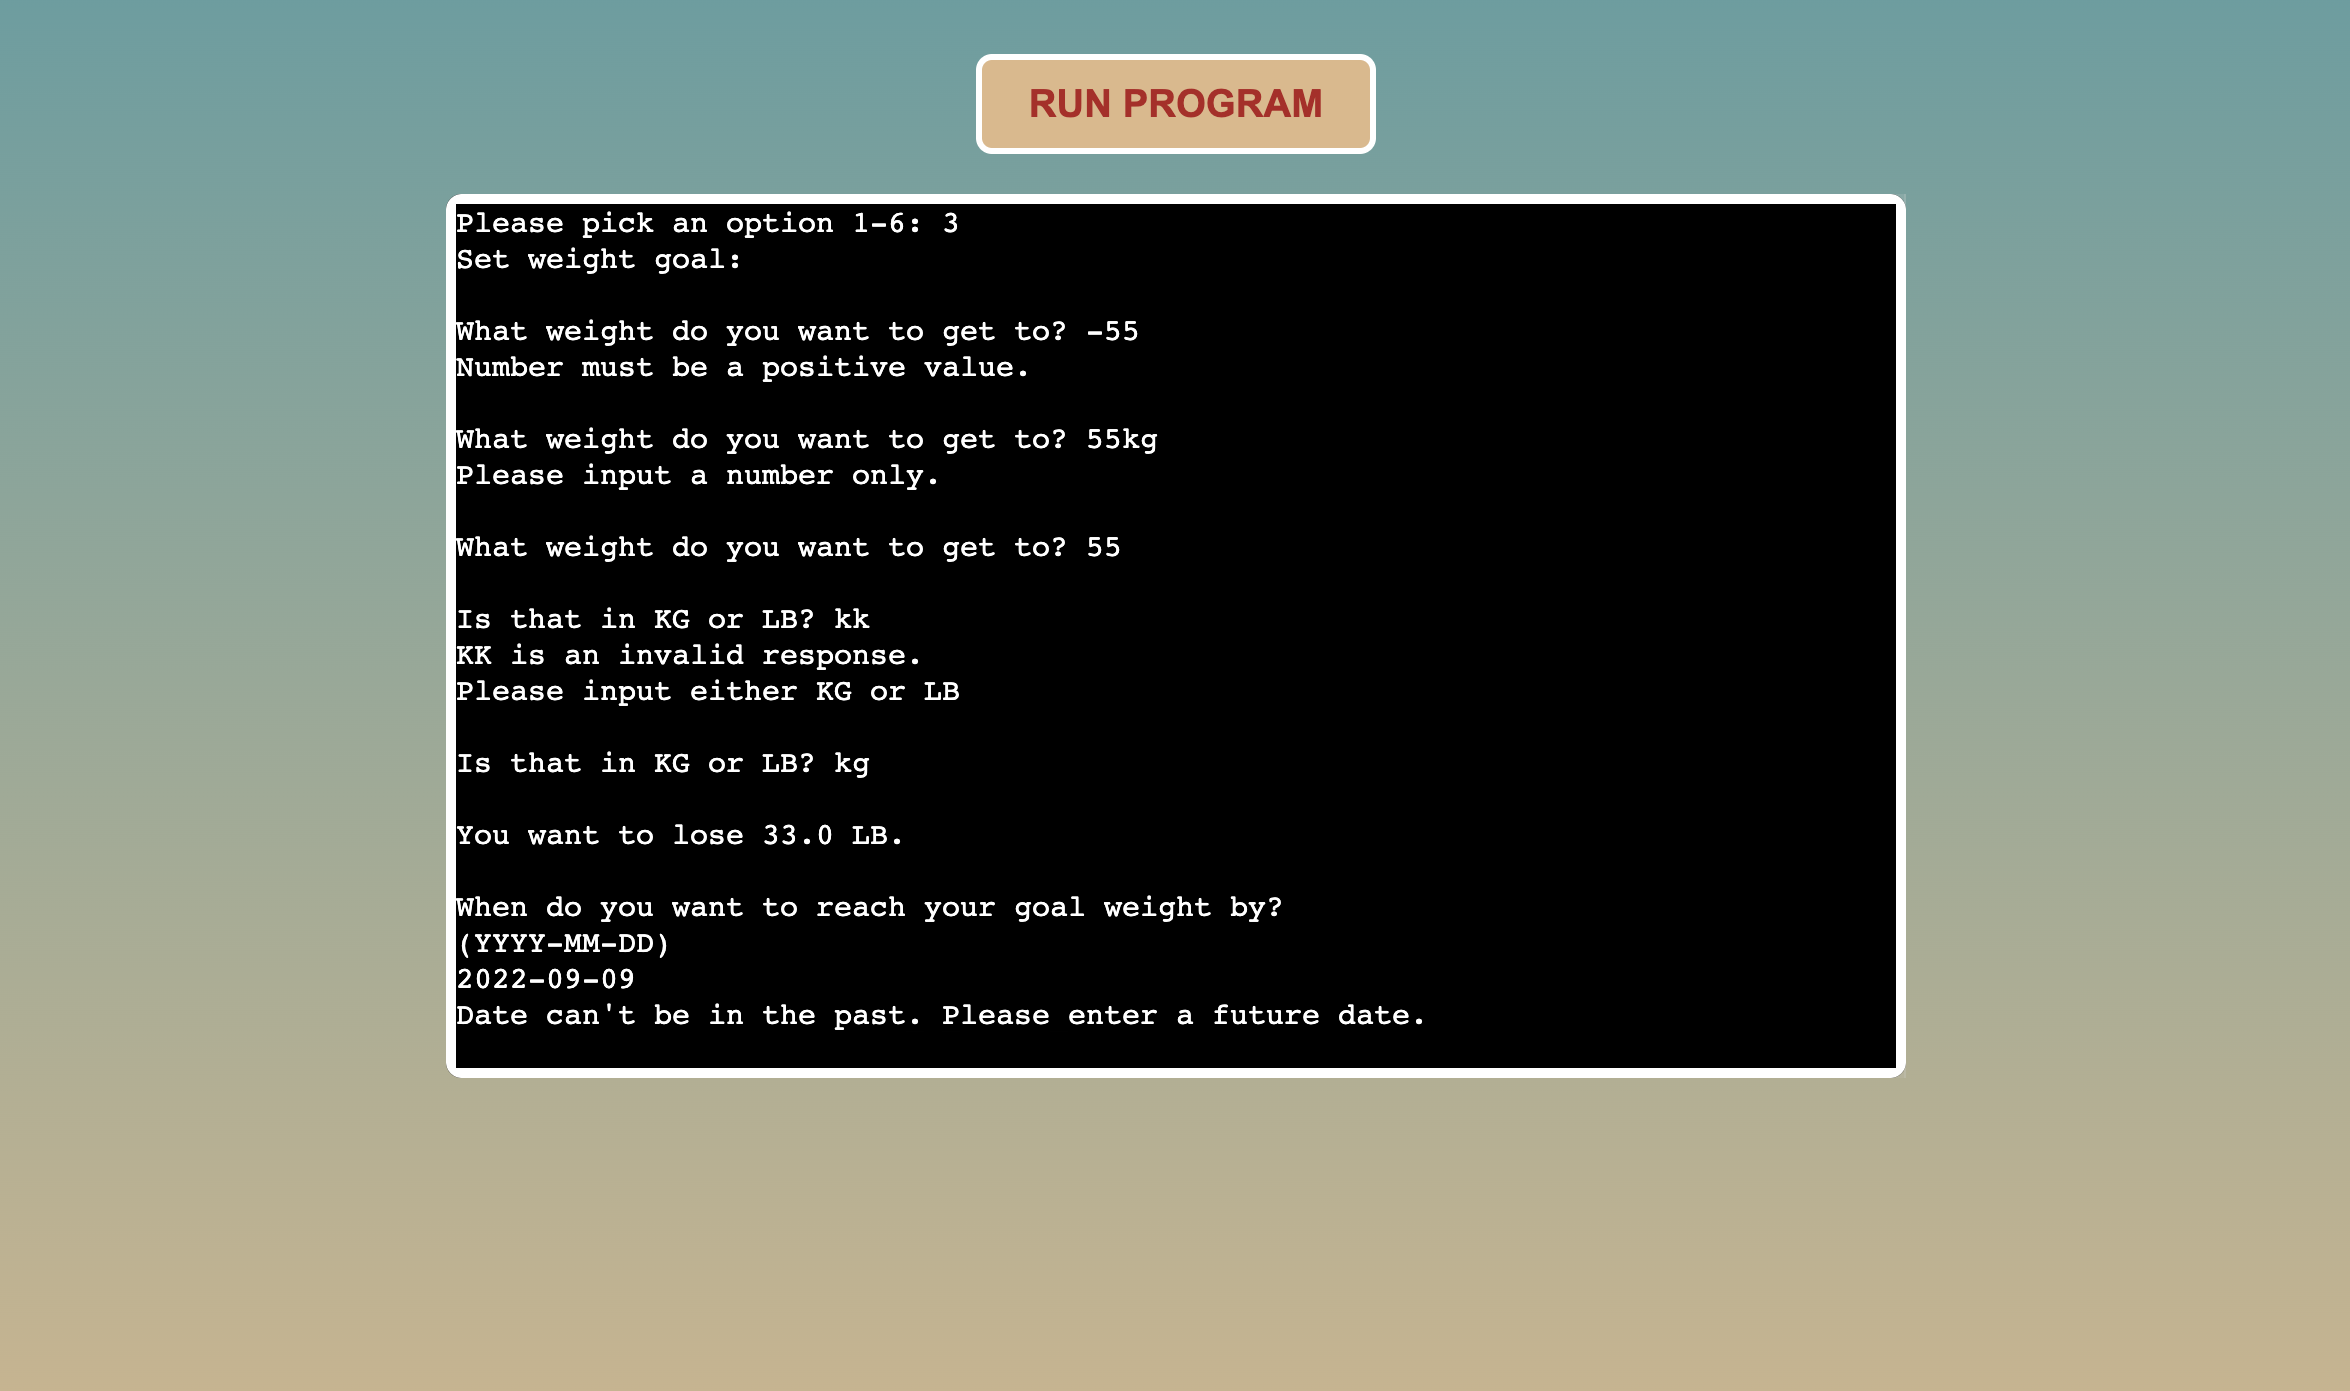 RUN PROGRAM
Please pick an option 1-6: 3
Set weight goal:
What weight do you want to get to? -55
Number must be a positive value.
What weight do you want to get to? 55kg
Please input a number only.
What weight do you want to get to? 55
Is that in KG or LB? kk
KK is an invalid response.
Please input either KG or LB
Is that in KG or LB? kg
You want to lose 33.0 LB.
When do you want to reach your goal weight by?
(YYYY-MM-DD)
2022-09-09
Date can't be in the past. Please enter a future date.